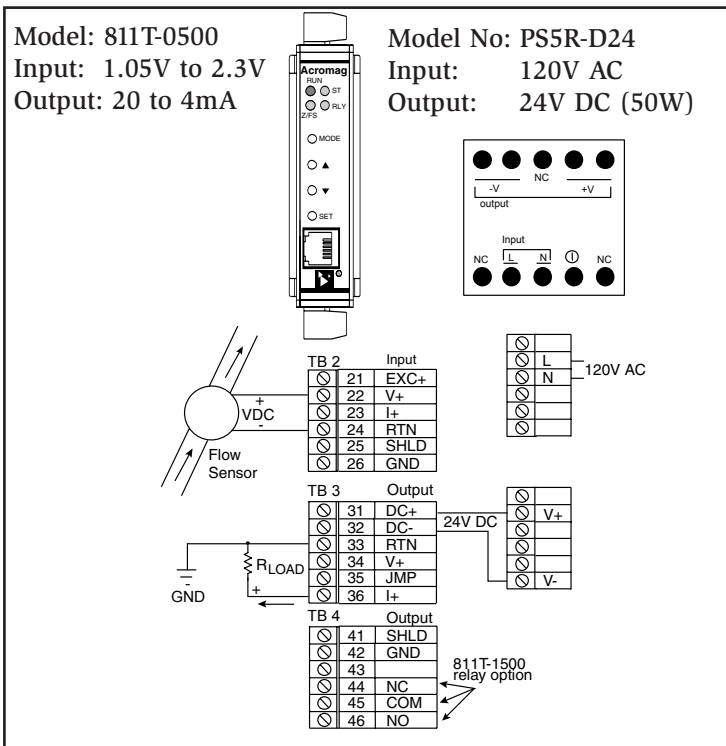 Model: 811T-0500
Input: 1.05V to 2.3V
Output: 20 to 4mA
Model No: PS5R-D24
Input: 120V AC
Output: 24V DC (50W)
Acromag
RUN
ST
RLY
Z/FS
MODE
SET
NC
-V +V
output
Input
NC L N NC
TB 2 Input
21 EXC+
22 V+
23 I+
24 RTN
25 SHLD
26 GND
+
VDC
-
Flow
Sensor
L
N
120V AC
TB 3 Output
31 DC+
32 DC-
33 RTN
34 V+
35 JMP
36 I+
24V DC
V+
V-
RLOAD
+
GND
TB 4 Output
41 SHLD
42 GND
43
44 NC
45 COM
46 NO
811T-1500
relay option